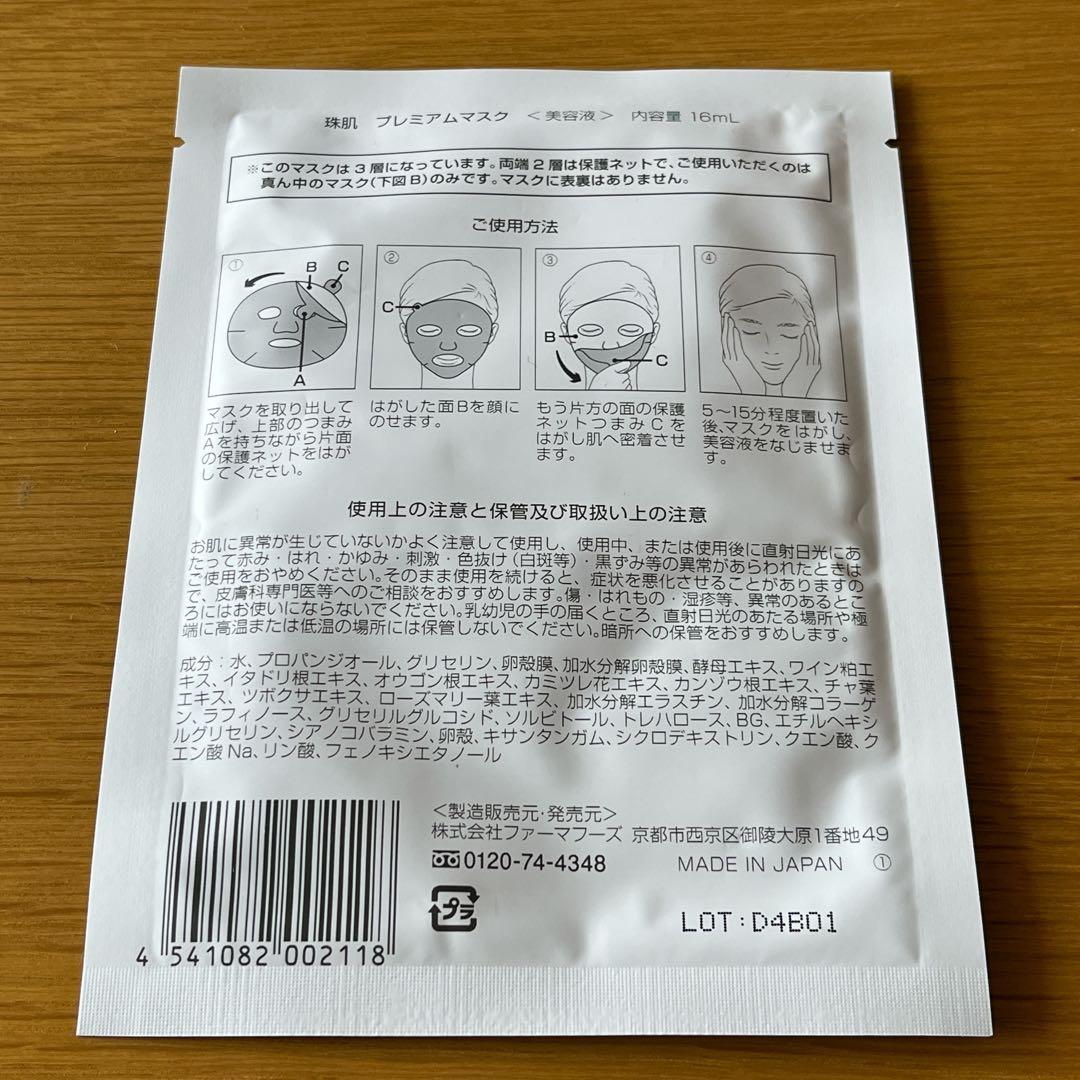 珠肌 プレミアムマスク <美容液> 内容量 16mL
※このマスクは3層になっています。両端2層は保護ネットで、ご使用いただくのは
真ん中のマスク(下図B)のみです。マスクに表裏はありません。
ご使用方法
① B C
A
② C
③ B C
④
マスクを取り出して
広げ、上部のつまみ
Aを持ちながら片面
の保護ネットをはが
してください。
はがした面Bを顔に
のせます。
もう片方の面の保護
ネットつまみCを
はがし肌へ密着させ
ます。
5〜15分程度置いた
後、マスクをはがし、
美容液をなじませま
す。
使用上の注意と保管及び取扱い上の注意
お肌に異常が生じていないかよく注意して使用し、使用中、または使用後に直射日光にあ
たって赤み・はれ・かゆみ・刺激・色抜け(白斑等)・黒ずみ等の異常があらわれたときは
ご使用をおやめください。そのまま使用を続けると、症状を悪化させることがありますの
で、皮膚科専門医等へのご相談をおすすめします。傷・はれもの・湿疹等、異常のあるとこ
ろにはお使いにならないでください。乳幼児の手の届くところ、直射日光のあたる場所や極
端に高温または低温の場所には保管しないでください。暗所への保管をおすすめします。
成分：水、プロパンジオール、グリセリン、卵殻膜、加水分解卵殻膜、酵母エキス、ワイン粕エ
キス、イタドリ根エキス、オウゴン根エキス、カミツレ花エキス、カンゾウ根エキス、チャ葉
エキス、ツボクサエキス、ローズマリー葉エキス、加水分解エラスチン、加水分解コラーゲ
ン、ラフィノース、グリセリルグルコシド、ソルビトール、トレハロース、BG、エチルヘキシ
ルグリセリン、シアノコバラミン、卵殻、キサンタンガム、シクロデキストリン、クエン酸、ク
エン酸Na、リン酸、フェノキシエタノール
<製造販売元・発売元>
株式会社ファーマフーズ 京都市西京区御陵大原1番地49
0120-74-4348 MADE IN JAPAN ①
プラ
LOT:D4B01
4 541082 002118